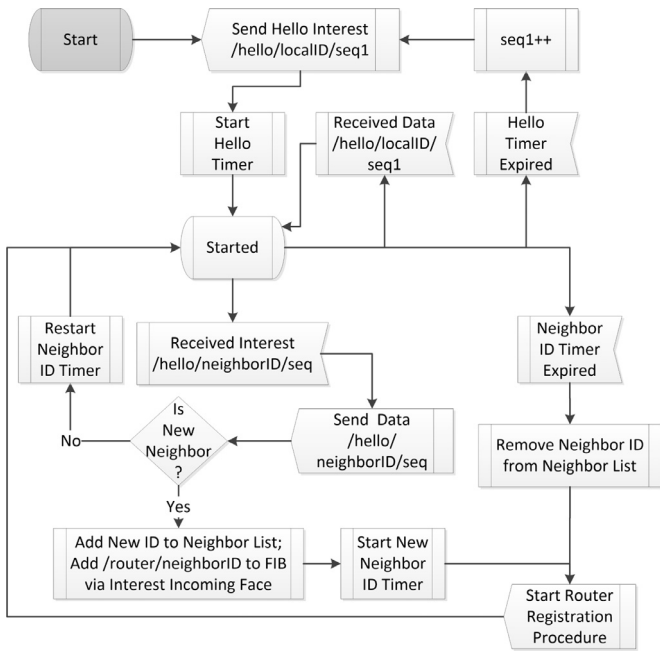 Start
Send Hello Interest
/hello/localID/seq1
seq1++
Start
Hello
Timer
Received Data
/hello/localID/
seq1
Hello
Timer
Expired
Started
Restart
Neighbor
ID Timer
Received Interest
/hello/neighborID/seq
Neighbor
ID Timer
Expired
Is
New
Neighbor
?
No
Send Data
/hello/
neighborID/seq
Remove Neighbor ID
from Neighbor List
Yes
Add New ID to Neighbor List;
Add /router/neighborID to FIB
via Interest Incoming Face
Start New
Neighbor
ID Timer
Start Router
Registration
Procedure